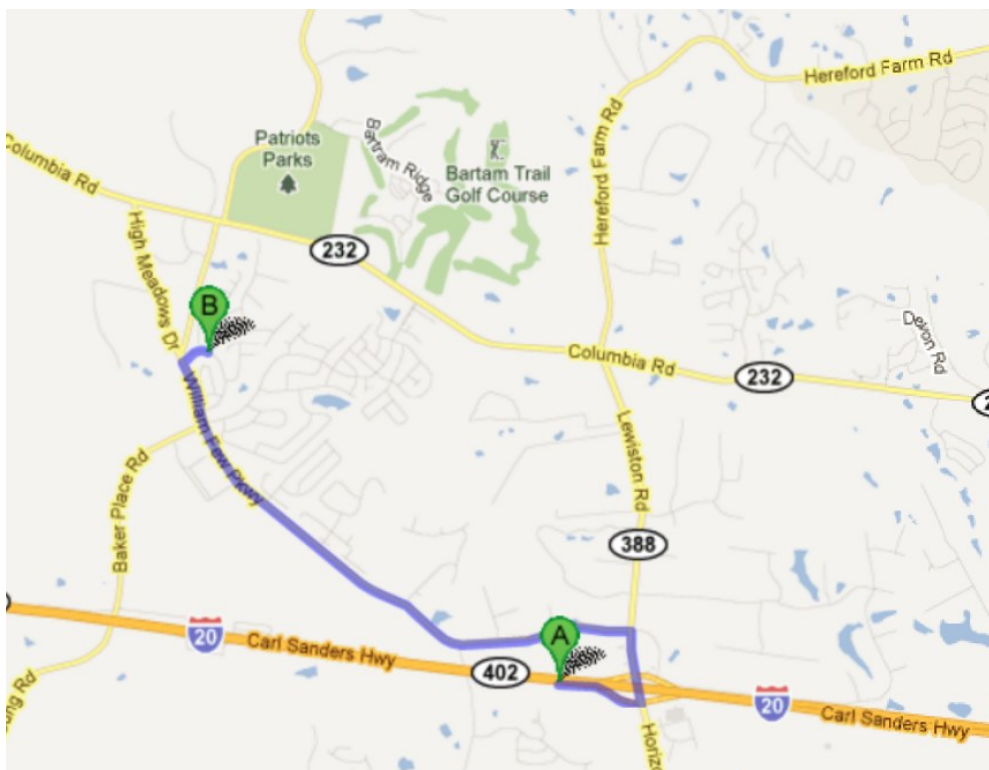 Hereford Farm Rd
Columbia Rd
Patriots
Parks
Bartram Ridge
Bartam Trail
Golf Course
Hereford Farm Rd
High Meadows Dr
232
B
Devon Rd
Columbia Rd
232
William Few Pkwy
Lewiston Rd
Baker Place Rd
388
20
Carl Sanders Hwy
402
A
20
Carl Sanders Hwy